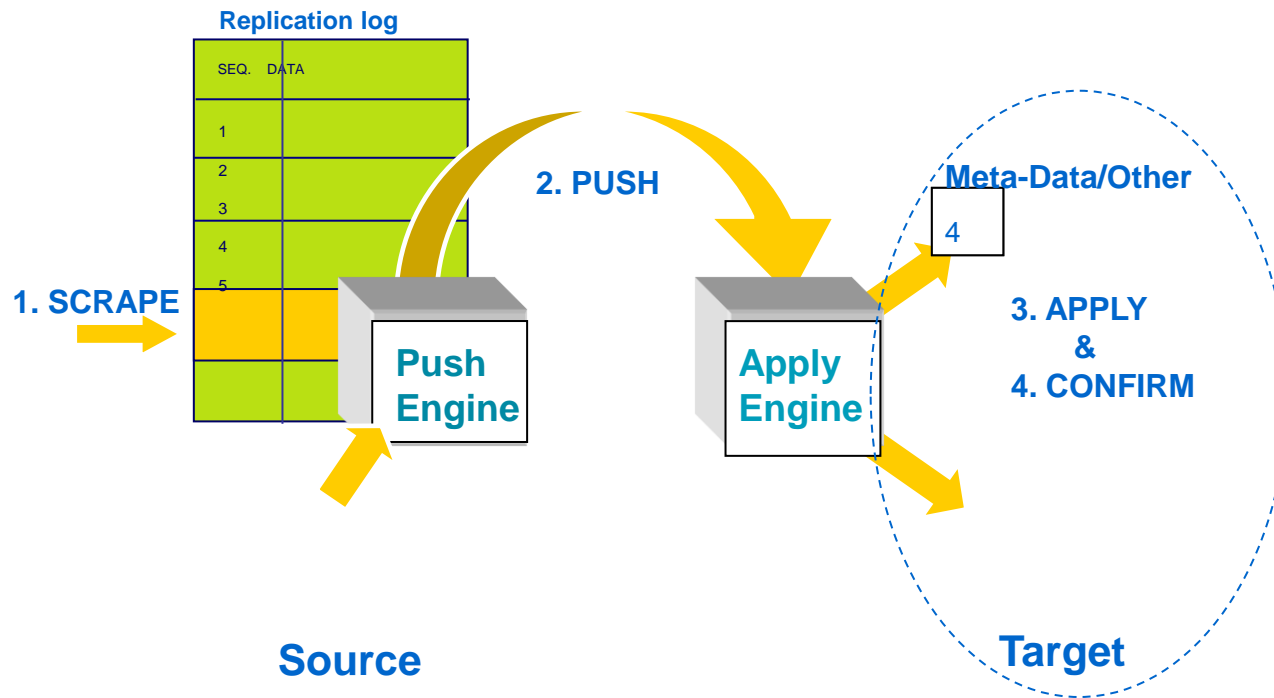 Replication log
SEQ. DATA
1
2
3
4
5
1. SCRAPE
2. PUSH
Push
Engine
Apply
Engine
Meta-Data/Other
4
3. APPLY
&
4. CONFIRM
Source
Target